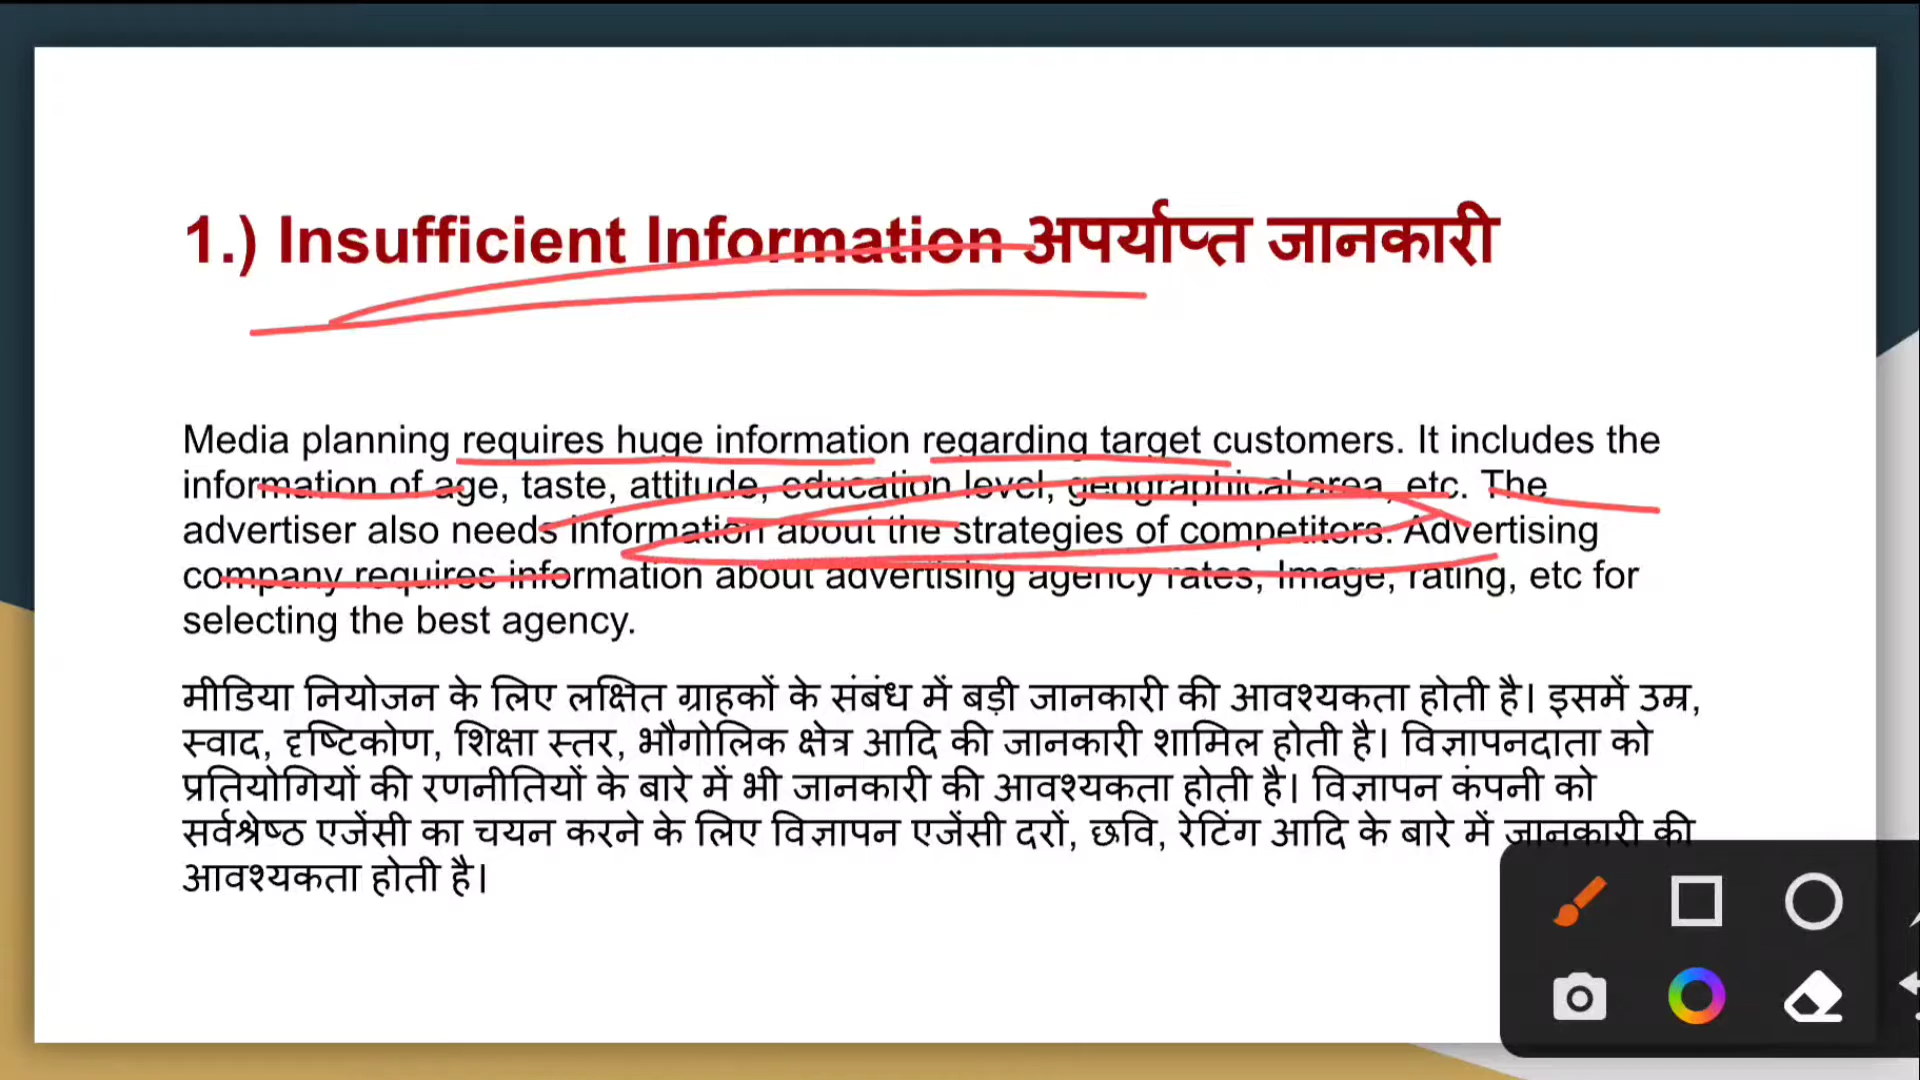 1.) Insufficient Information अपर्याप्त जानकारी
Media planning requires huge information regarding target customers. It includes the
information of age, taste, attitude, education level, geographical area, etc. The
advertiser also needs information about the strategies of competitors. Advertising
company requires information about advertising agency rates, Image, rating, etc for
selecting the best agency.
मीडिया नियोजन के लिए लक्षित ग्राहकों के संबंध में बड़ी जानकारी की आवश्यकता होती है। इसमें उम्र,
स्वाद, दृष्टिकोण, शिक्षा स्तर, भौगोलिक क्षेत्र आदि की जानकारी शामिल होती है। विज्ञापनदाता को
प्रतियोगियों की रणनीतियों के बारे में भी जानकारी की आवश्यकता होती है। विज्ञापन कंपनी को
सर्वश्रेष्ठ एजेंसी का चयन करने के लिए विज्ञापन एजेंसी दरों, छवि, रेटिंग आदि के बारे में जानकारी की
आवश्यकता होती है।